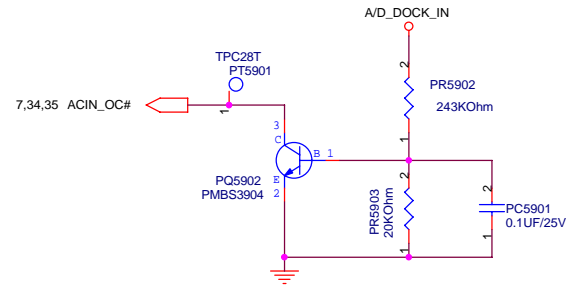 A/D_DOCK_IN
TPC28T
PT5901
2
PR5902
7,34,35 ACIN_OC#
1
243KOhm
3
C
1
B 1
PQ5902
E
PMBS3904
2
2
PR5903
20KOhm
1
2
PC5901
1
0.1UF/25V